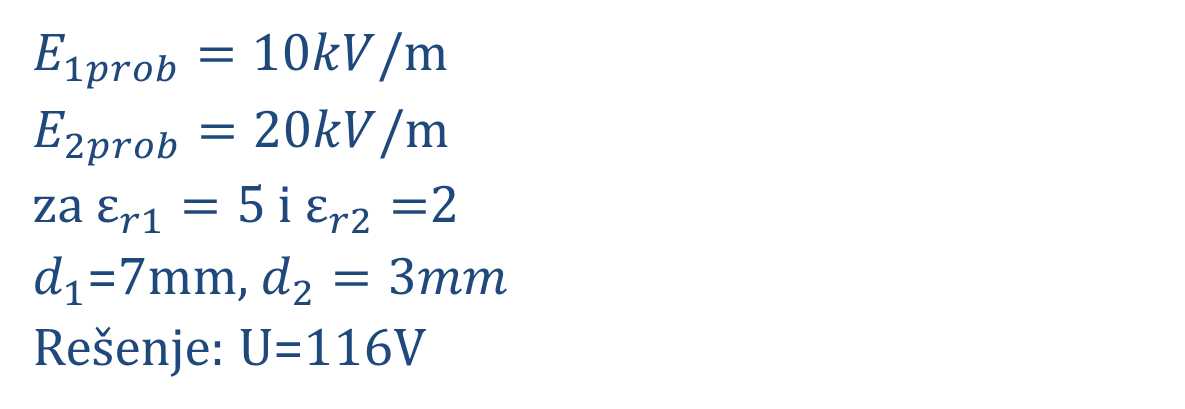 E₁prob = 10kV/m
E₂prob = 20kV/m
za εr1 = 5 i εr2 =2
d₁=7mm, d₂ = 3mm
Rešenje: U=116V